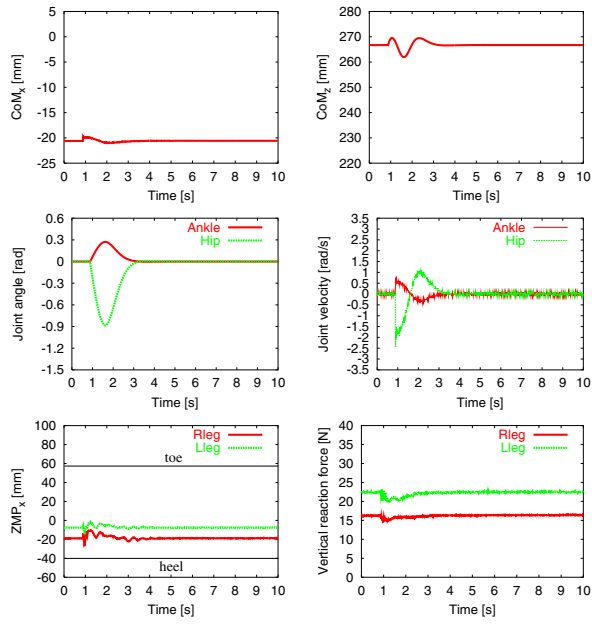 5
0
-5
-10
-15
-20
-25
CoMx [mm]
0 1 2 3 4 5 6 7 8 9 10
Time [s]
280
270
260
250
240
230
220
CoMz [mm]
0 1 2 3 4 5 6 7 8 9 10
Time [s]
0.6
0.3
0
-0.3
-0.6
-0.9
-1.2
-1.5
Joint angle [rad]
Ankle
Hip
0 1 2 3 4 5 6 7 8 9 10
Time [s]
3.5
2.5
1.5
0.5
-0.5
-1.5
-2.5
-3.5
Joint velocity [rad/s]
Ankle
Hip
0 1 2 3 4 5 6 7 8 9 10
Time [s]
100
80
60
40
20
0
-20
-40
-60
ZMPx [mm]
Rleg
Lleg
toe
heel
0 1 2 3 4 5 6 7 8 9 10
Time [s]
40
35
30
25
20
15
10
5
0
Vertical reaction force [N]
Rleg
Lleg
0 1 2 3 4 5 6 7 8 9 10
Time [s]